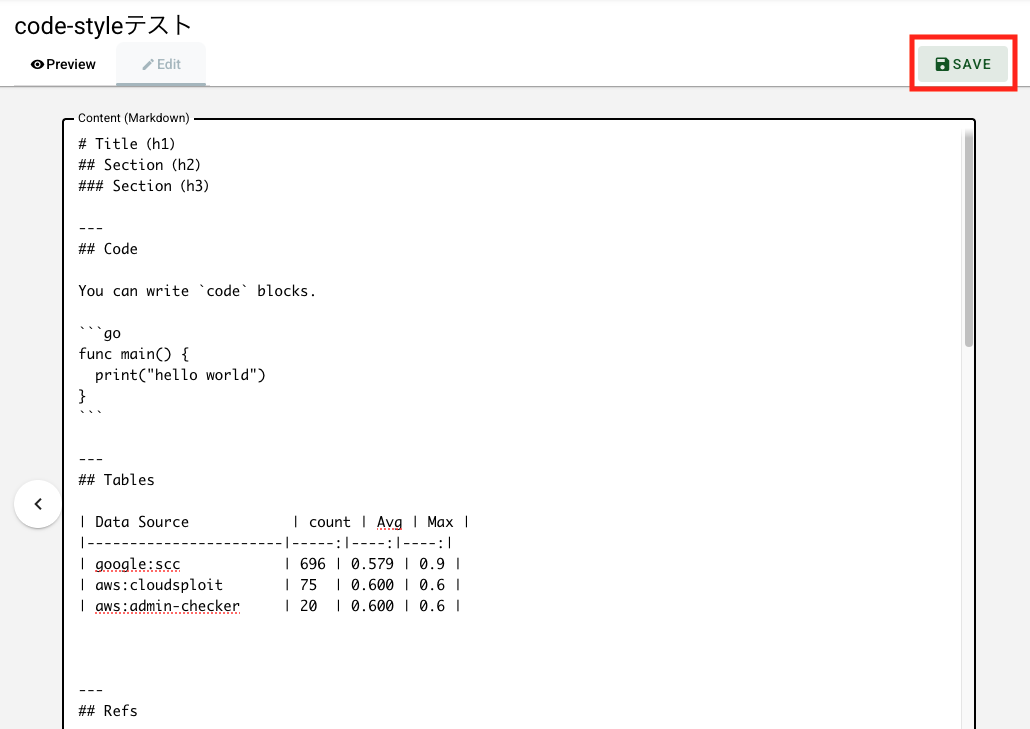 code-styleテスト
Preview
Edit
SAVE
Content (Markdown)
# Title (h1)
## Section (h2)
### Section (h3)
---
## Code
You can write `code` blocks.
```go
func main() {
  print("hello world")
}
```
---
## Tables
| Data Source            | count | Avg | Max |
|-----------------------|-----:|----:|----:|
| google:scc            | 696 | 0.579 | 0.9 |
| aws:cloudsploit       | 75  | 0.600 | 0.6 |
| aws:admin-checker     | 20  | 0.600 | 0.6 |
---
## Refs